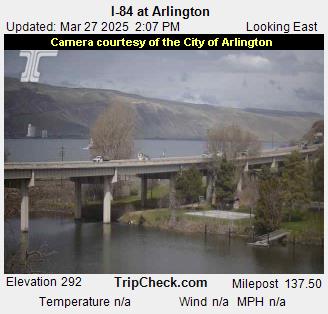 I-84 at Arlington
Updated: Mar 27 2025 2:07 PM Looking East
Camera courtesy of the City of Arlington
Elevation 292 TripCheck.com Milepost 137.50
Temperature n/a Wind n/a MPH n/a